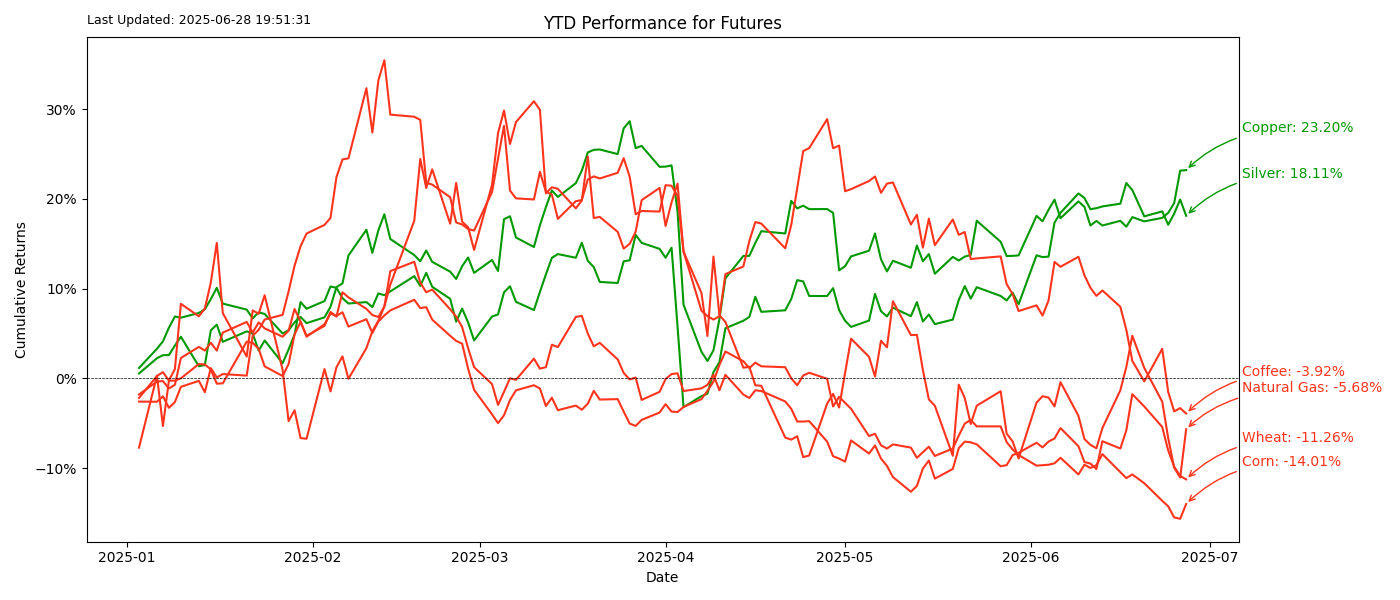 Last Updated: 2025-06-28 19:51:31
YTD Performance for Futures
Cumulative Returns
30%
20%
10%
0%
−10%
Copper: 23.20%
Silver: 18.11%
Coffee: -3.92%
Natural Gas: -5.68%
Wheat: -11.26%
Corn: -14.01%
2025-01
2025-02
2025-03
2025-04
2025-05
2025-06
2025-07
Date